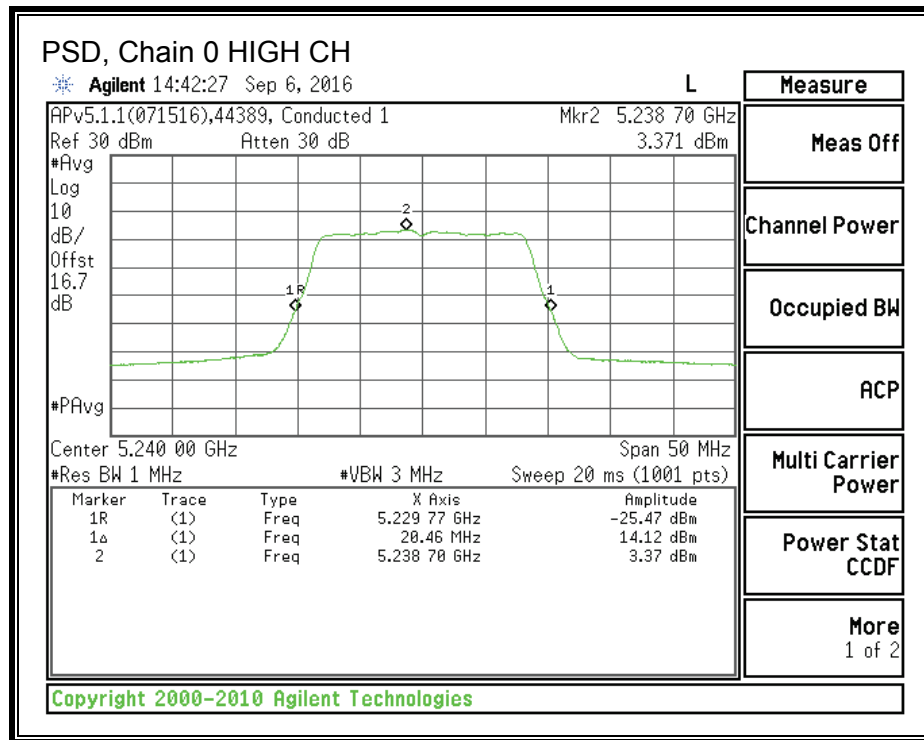 PSD, Chain 0 HIGH CH
Agilent 14:42:27 Sep 6, 2016 L
APv5.1.1(071516),44389, Conducted 1 Mkr2 5.238 70 GHz
Ref 30 dBm Atten 30 dB 3.371 dBm
#Avg
Log
10
dB/
Offst
16.7
dB
#PAvg
2
1R
1
Center 5.240 00 GHz Span 50 MHz
#Res BW 1 MHz #VBW 3 MHz Sweep 20 ms (1001 pts)
Marker Trace Type X Axis Amplitude
1R (1) Freq 5.229 77 GHz -25.47 dBm
1∆ (1) Freq 20.46 MHz 14.12 dBm
2 (1) Freq 5.238 70 GHz 3.37 dBm
Measure
Meas Off
Channel Power
Occupied BW
ACP
Multi Carrier
Power
Power Stat
CCDF
More
1 of 2
Copyright 2000-2010 Agilent Technologies